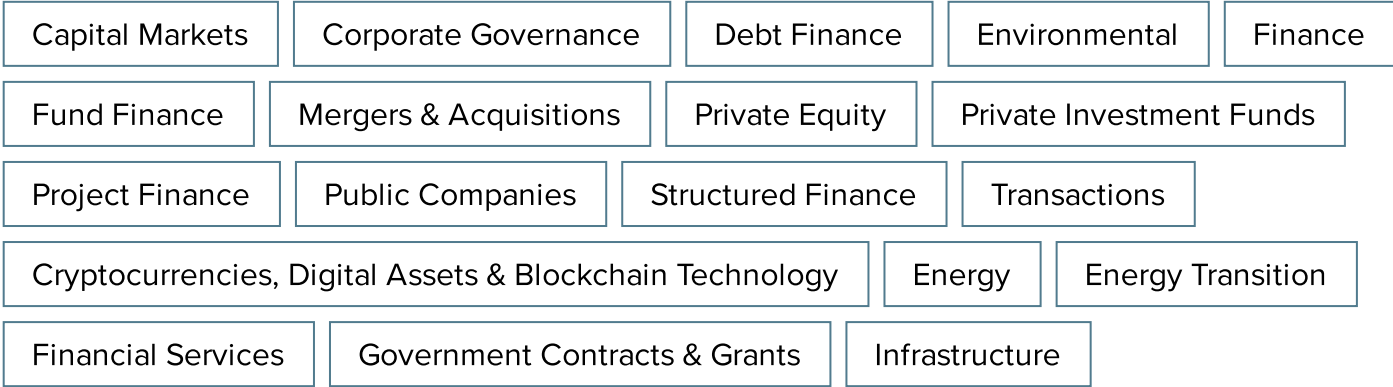 Capital Markets Corporate Governance Debt Finance Environmental Finance
Fund Finance Mergers & Acquisitions Private Equity Private Investment Funds
Project Finance Public Companies Structured Finance Transactions
Cryptocurrencies, Digital Assets & Blockchain Technology Energy Energy Transition
Financial Services Government Contracts & Grants Infrastructure